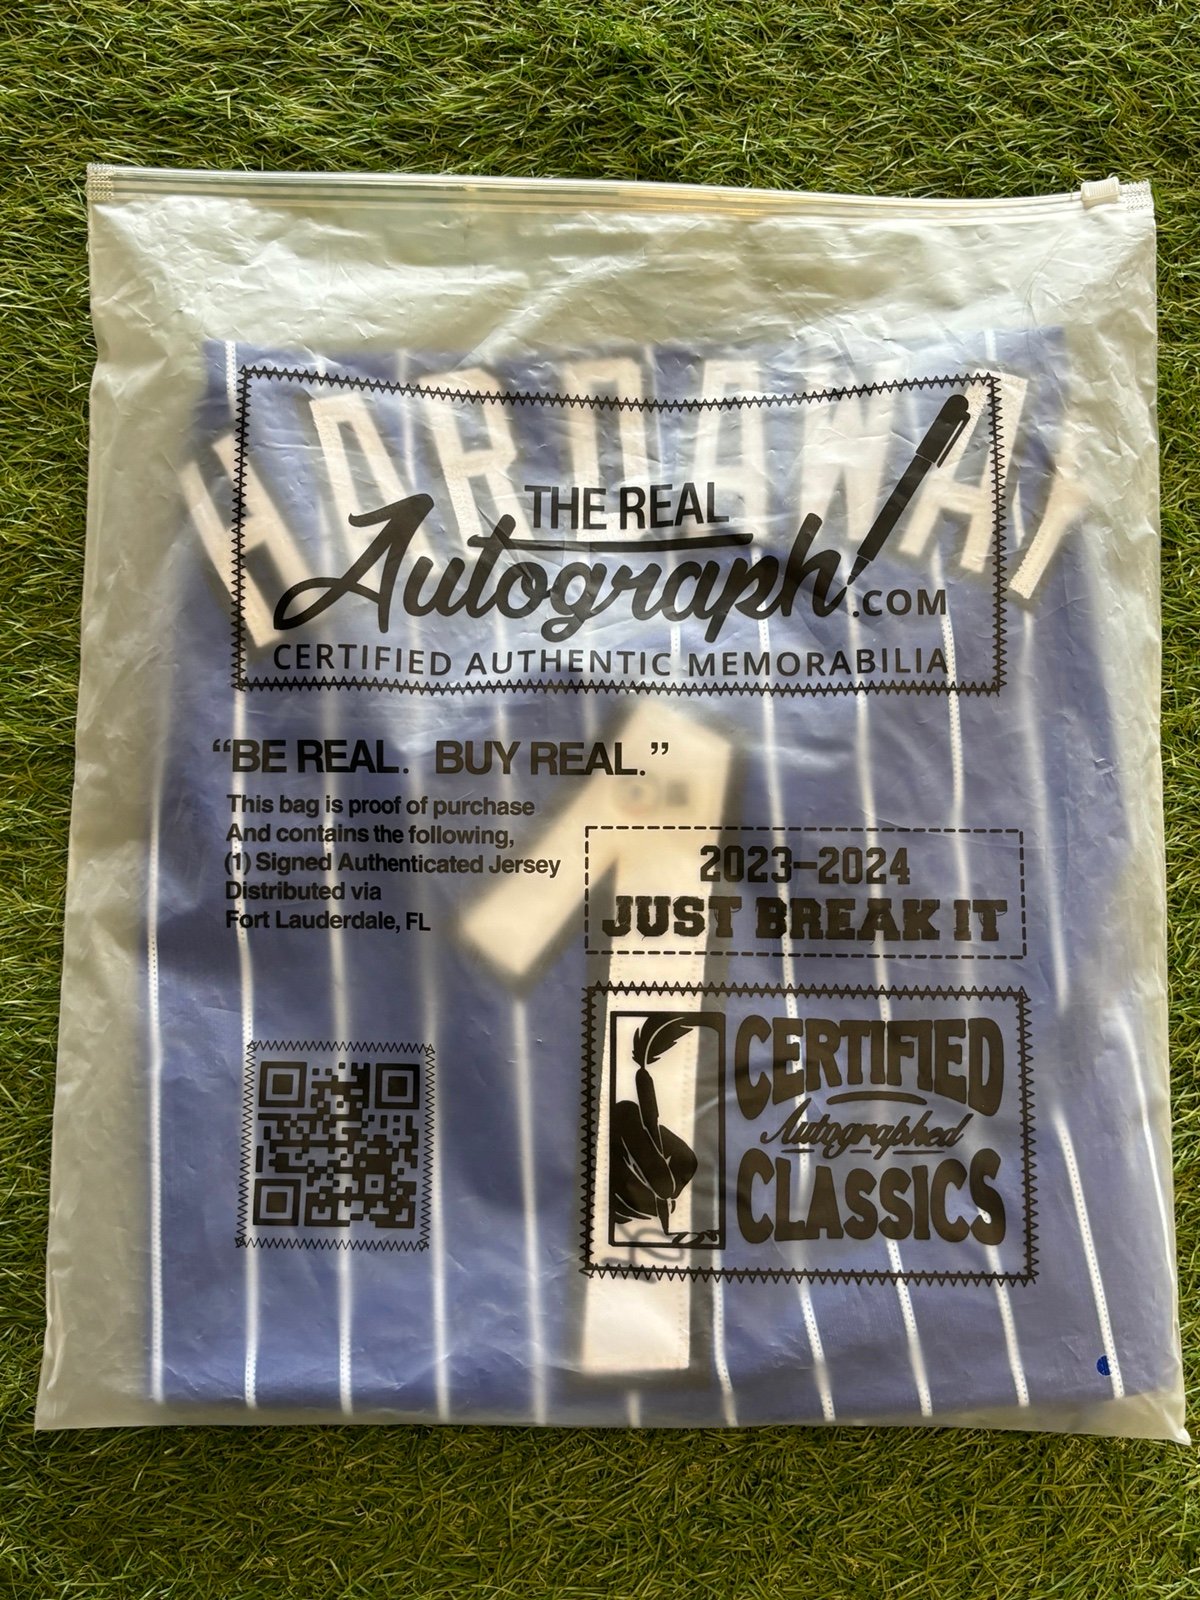 HARDAWAY
THE REAL
Autograph
.COM
CERTIFIED AUTHENTIC MEMORABILIA
“BE REAL. BUY REAL.”
This bag is proof of purchase
And contains the following,
(1) Signed Authenticated Jersey
Distributed via
Fort Lauderdale, FL
1
2023–2024
JUST BREAK IT
CERTIFIED
Autographed
CLASSICS